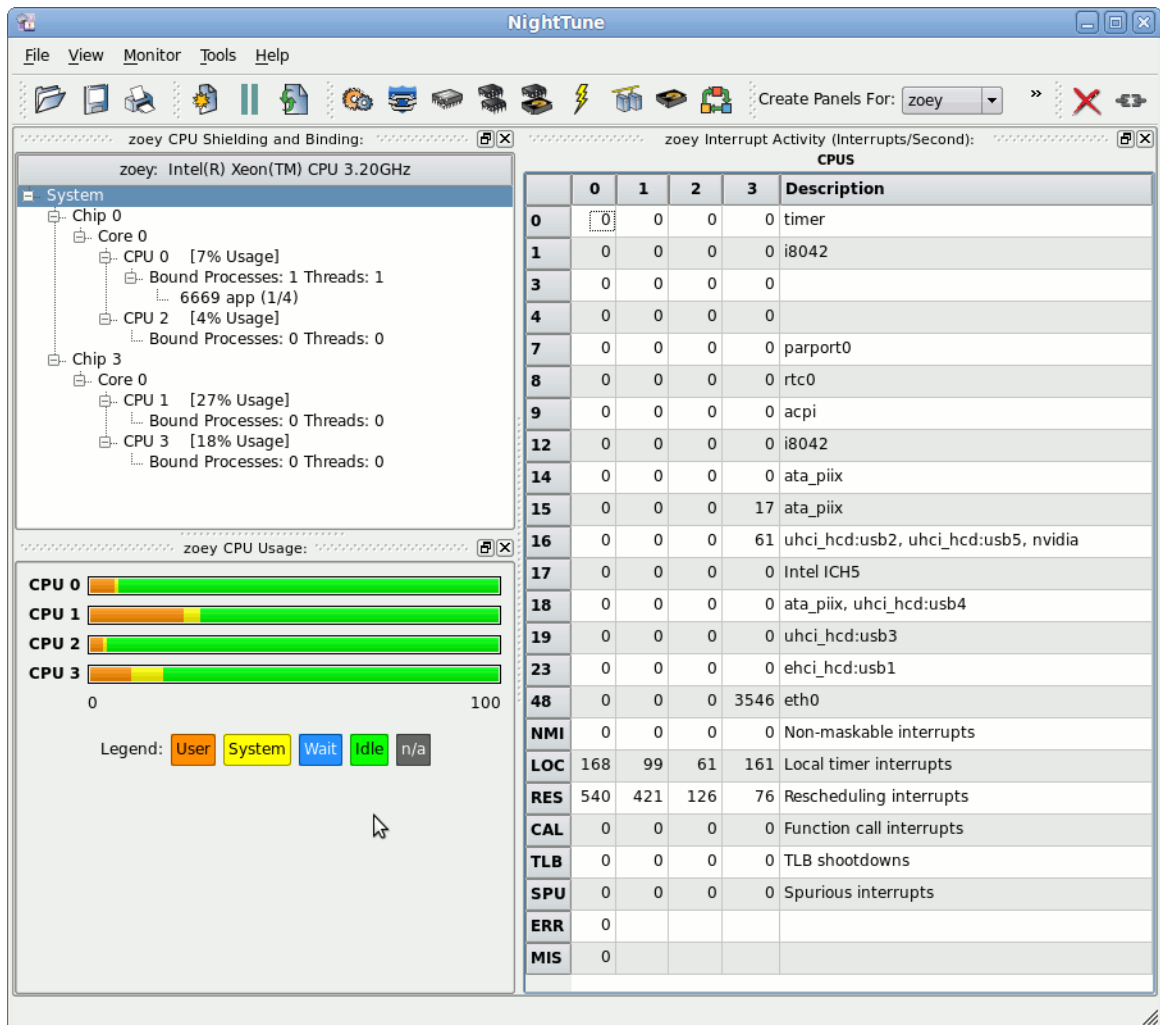 NightTune
File View Monitor Tools Help
Create Panels For: zoey »
zoey CPU Shielding and Binding:
zoey: Intel(R) Xeon(TM) CPU 3.20GHz
System
Chip 0
Core 0
CPU 0 [7% Usage]
Bound Processes: 1 Threads: 1
6669 app (1/4)
CPU 2 [4% Usage]
Bound Processes: 0 Threads: 0
Chip 3
Core 0
CPU 1 [27% Usage]
Bound Processes: 0 Threads: 0
CPU 3 [18% Usage]
Bound Processes: 0 Threads: 0
zoey CPU Usage:
CPU 0
CPU 1
CPU 2
CPU 3
0 100
Legend: User System Wait Idle n/a
zoey Interrupt Activity (Interrupts/Second):
CPUS
0 1 2 3 Description
0 0 0 0 0 timer
1 0 0 0 0 i8042
3 0 0 0 0
4 0 0 0 0
7 0 0 0 0 parport0
8 0 0 0 0 rtc0
9 0 0 0 0 acpi
12 0 0 0 0 i8042
14 0 0 0 0 ata_piix
15 0 0 0 17 ata_piix
16 0 0 0 61 uhci_hcd:usb2, uhci_hcd:usb5, nvidia
17 0 0 0 0 Intel ICH5
18 0 0 0 0 ata_piix, uhci_hcd:usb4
19 0 0 0 0 uhci_hcd:usb3
23 0 0 0 0 ehci_hcd:usb1
48 0 0 0 3546 eth0
NMI 0 0 0 0 Non-maskable interrupts
LOC 168 99 61 161 Local timer interrupts
RES 540 421 126 76 Rescheduling interrupts
CAL 0 0 0 0 Function call interrupts
TLB 0 0 0 0 TLB shootdowns
SPU 0 0 0 0 Spurious interrupts
ERR 0
MIS 0